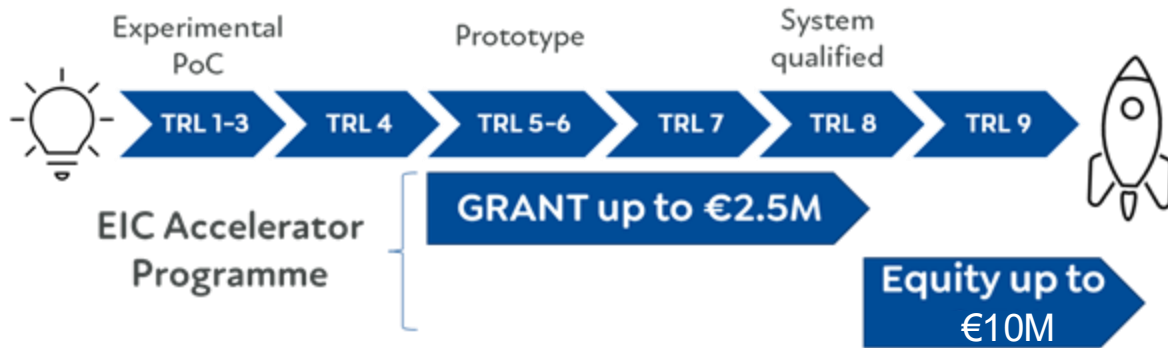 Experimental
PoC
Prototype
System
qualified
TRL 1-3
TRL 4
TRL 5-6
TRL 7
TRL 8
TRL 9
EIC Accelerator
Programme
GRANT up to €2.5M
Equity up to
€10M